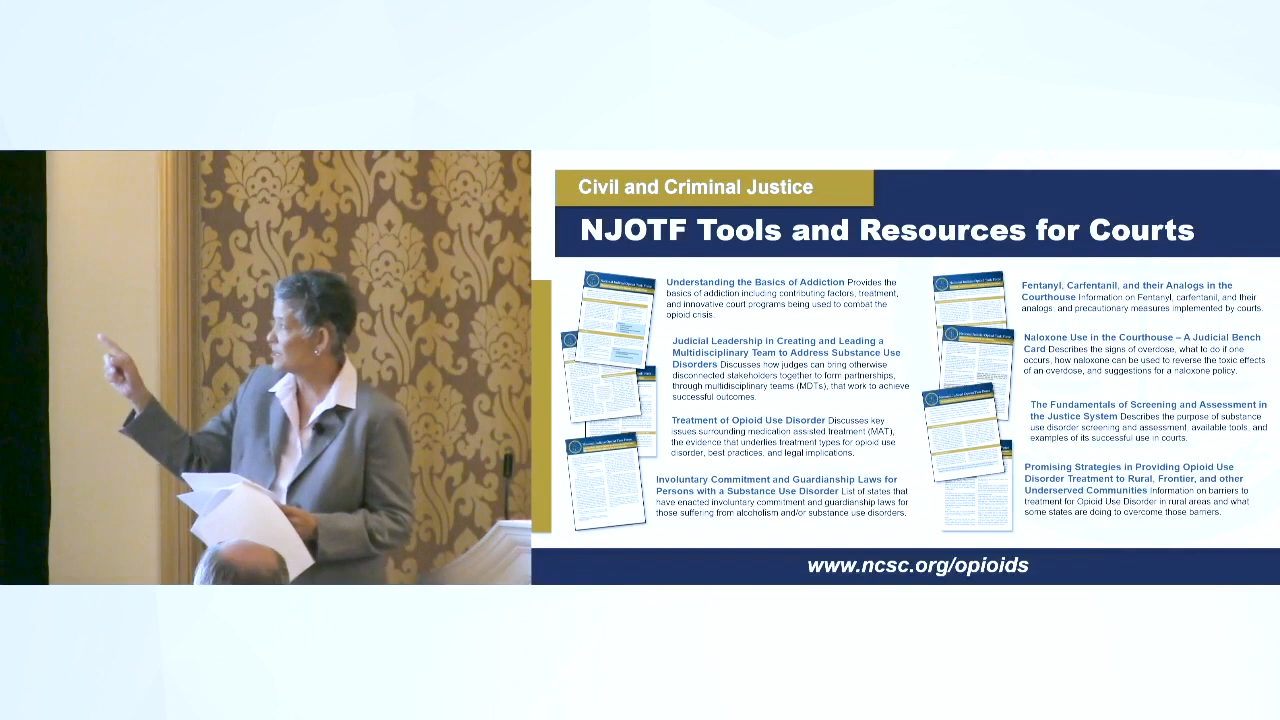 Civil and Criminal Justice
NJOTF Tools and Resources for Courts
Understanding the Basics of Addiction Provides the
basics of addiction including contributing factors, treatment,
and innovative court programs being used to combat the
opioid crisis.
Judicial Leadership in Creating and Leading a
Multidisciplinary Team to Address Substance Use
Disorders Discusses how judges can bring otherwise
disconnected stakeholders together to form partnerships,
through multidisciplinary teams (MDTs), that work to achieve
successful outcomes.
Treatment of Opioid Use Disorder Discusses key
issues surrounding medication assisted treatment (MAT),
the evidence that underlies treatment types for opioid use
disorder, best practices, and legal implications.
Involuntary Commitment and Guardianship Laws for
Persons with a Substance Use Disorder List of states that
have enacted involuntary commitment and guardianship laws for
those suffering from alcoholism and/or substance use disorders.
Fentanyl, Carfentanil, and their Analogs in the
Courthouse Information on Fentanyl, carfentanil, and their
analogs, and precautionary measures implemented by courts.
Naloxone Use in the Courthouse – A Judicial Bench
Card Describes the signs of overdose, what to do if one
occurs, how naloxone can be used to reverse the toxic effects
of an overdose, and suggestions for a naloxone policy.
The Fundamentals of Screening and Assessment in
the Justice System Describes the purpose of substance
use disorder screening and assessment, available tools, and
examples of its successful use in courts.
Promising Strategies in Providing Opioid Use
Disorder Treatment to Rural, Frontier, and other
Underserved Communities Information on barriers to
treatment for Opioid Use Disorder in rural areas and what
some states are doing to overcome those barriers.
www.ncsc.org/opioids